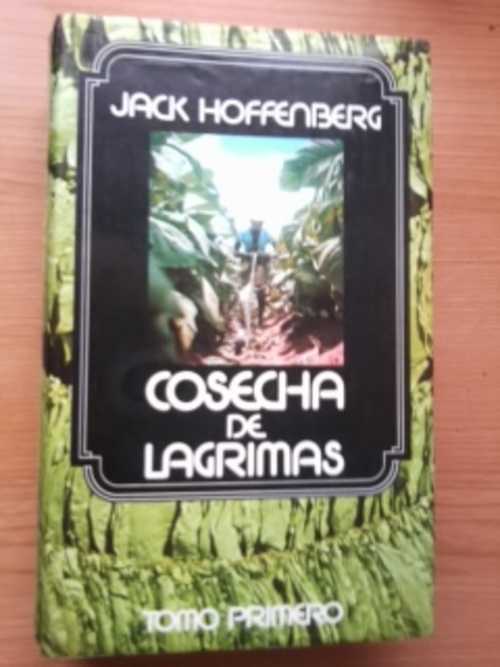 JACK HOFFENBERG
COSECHA
DE
LAGRIMAS
TOMO PRIMERO